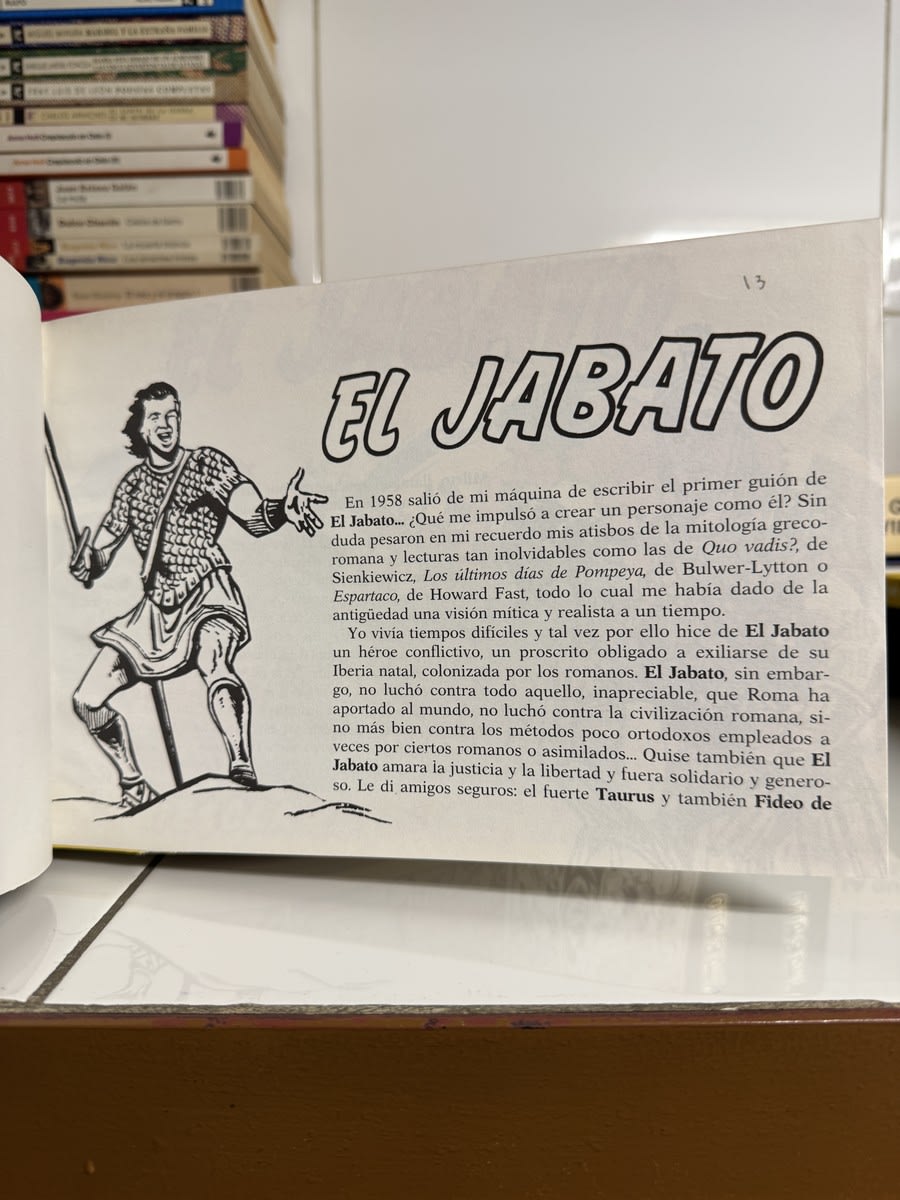 FRAY LUIS DE LEÓN POESÍAS COMPLETAS
13
EL JABATO
En 1958 salió de mi máquina de escribir el primer guión de
El Jabato... ¿Qué me impulsó a crear un personaje como él? Sin
duda pesaron en mi recuerdo mis atisbos de la mitología greco-
romana y lecturas tan inolvidables como las de Quo vadis?, de
Sienkiewicz, Los últimos días de Pompeya, de Bulwer-Lytton o
Espartaco, de Howard Fast, todo lo cual me había dado de la
antigüedad una visión mítica y realista a un tiempo.
Yo vivía tiempos difíciles y tal vez por ello hice de El Jabato
un héroe conflictivo, un proscrito obligado a exiliarse de su
Iberia natal, colonizada por los romanos. El Jabato, sin embar-
go, no luchó contra todo aquello, inapreciable, que Roma ha
aportado al mundo, no luchó contra la civilización romana, si-
no más bien contra los métodos poco ortodoxos empleados a
veces por ciertos romanos o asimilados... Quise también que El
Jabato amara la justicia y la libertad y fuera solidario y genero-
so. Le di amigos seguros: el fuerte Taurus y también Fideo de